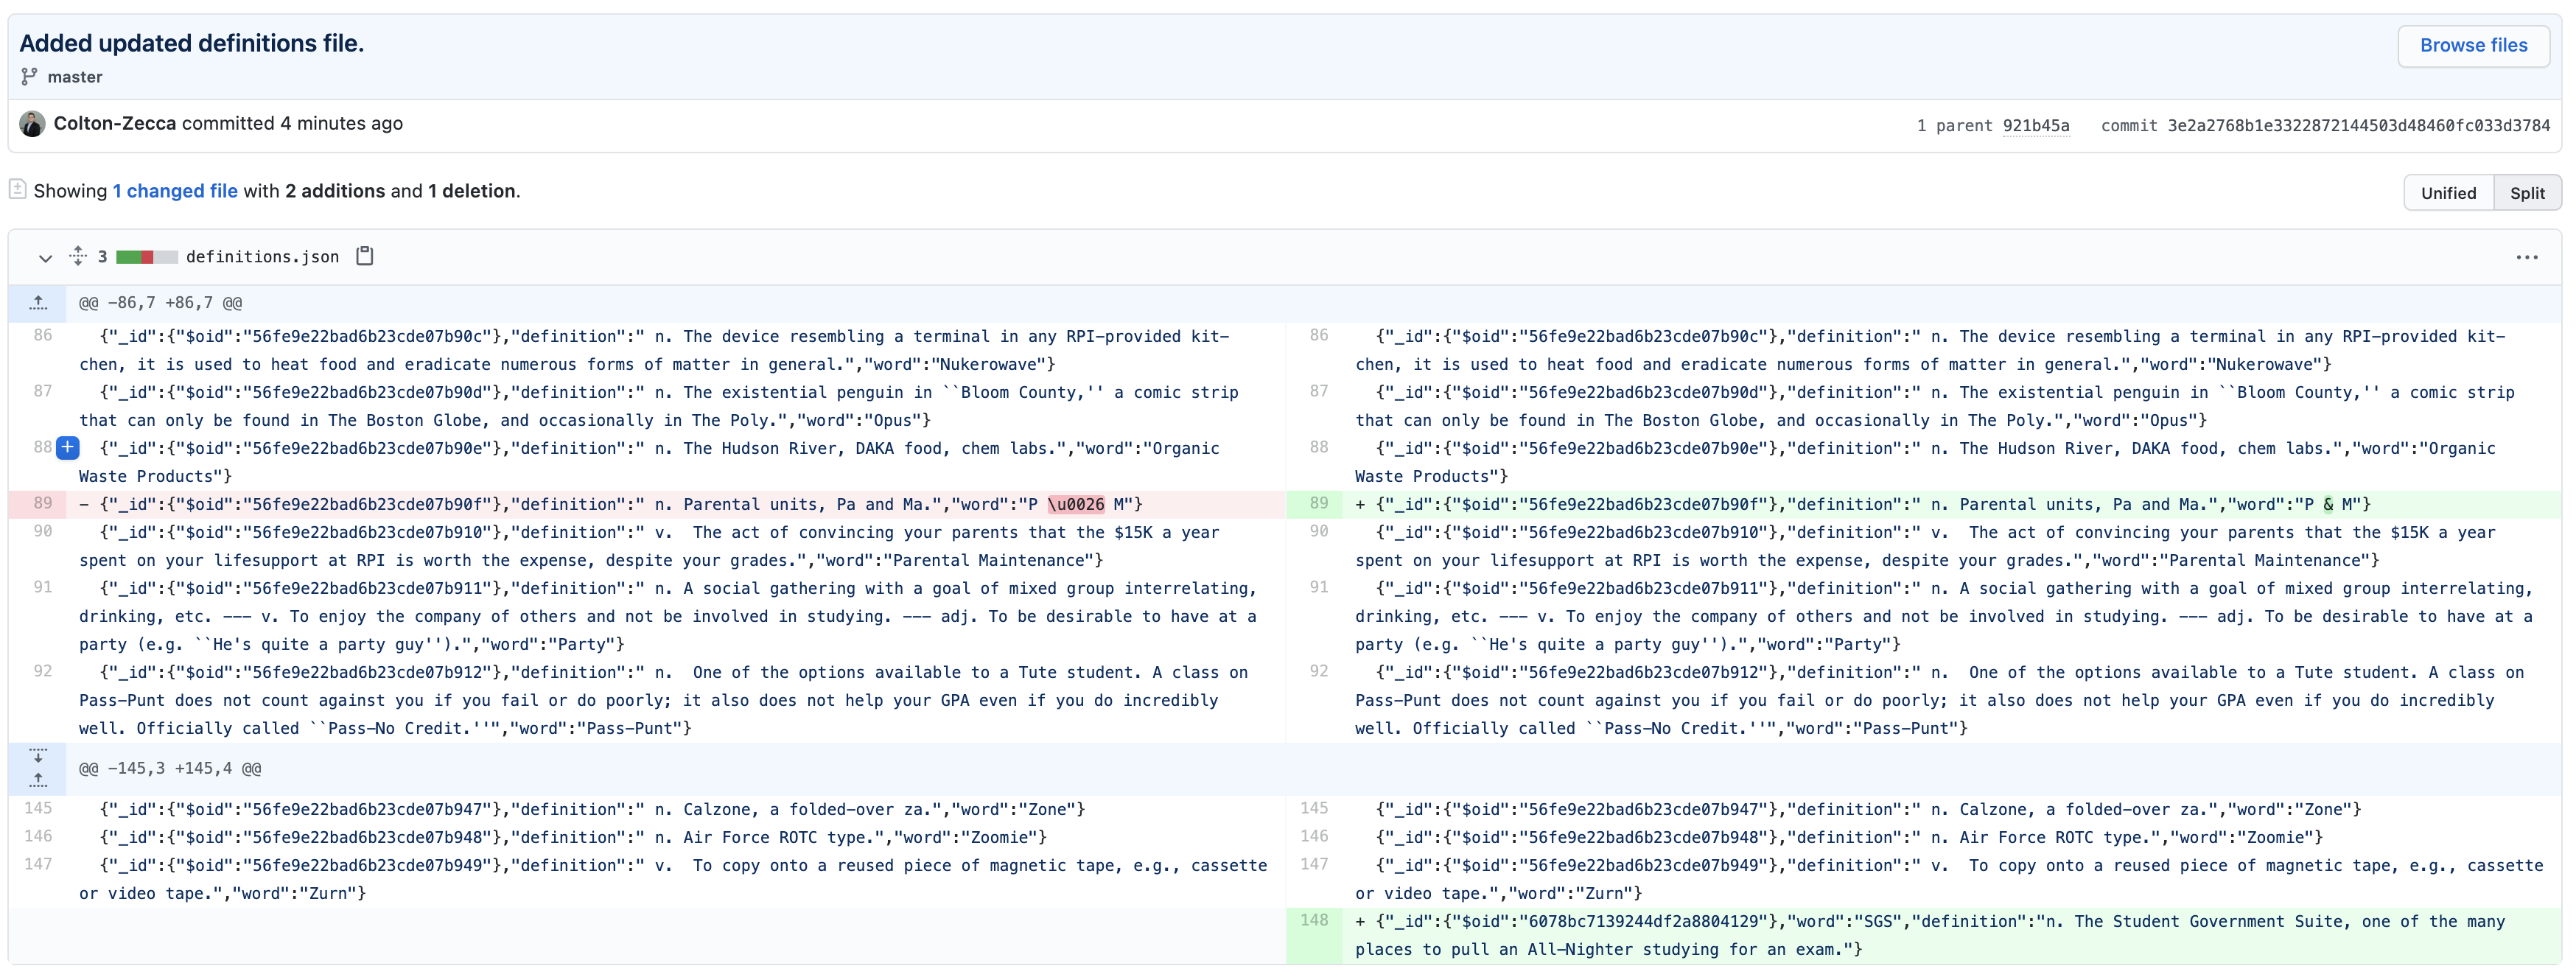 Added updated definitions file.
Browse files
master
Colton-Zecca committed 4 minutes ago
1 parent 921b45a commit 3e2a2768b1e3322872144503d48460fc033d3784
Showing 1 changed file with 2 additions and 1 deletion.
Unified Split
3 definitions.json
@@ -86,7 +86,7 @@
86 {"_id":{"$oid":"56fe9e22bad6b23cde07b90c"},"definition":" n. The device resembling a terminal in any RPI-provided kit-
chen, it is used to heat food and eradicate numerous forms of matter in general.","word":"Nukerowave"}
87 {"_id":{"$oid":"56fe9e22bad6b23cde07b90d"},"definition":" n. The existential penguin in ``Bloom County,'' a comic strip
that can only be found in The Boston Globe, and occasionally in The Poly.","word":"Opus"}
88 {"_id":{"$oid":"56fe9e22bad6b23cde07b90e"},"definition":" n. The Hudson River, DAKA food, chem labs.","word":"Organic
Waste Products"}
89 - {"_id":{"$oid":"56fe9e22bad6b23cde07b90f"},"definition":" n. Parental units, Pa and Ma.","word":"P \u0026 M"}
90 {"_id":{"$oid":"56fe9e22bad6b23cde07b910"},"definition":" v.  The act of convincing your parents that the $15K a year
spent on your lifesupport at RPI is worth the expense, despite your grades.","word":"Parental Maintenance"}
91 {"_id":{"$oid":"56fe9e22bad6b23cde07b911"},"definition":" n. A social gathering with a goal of mixed group interrelating,
drinking, etc. --- v. To enjoy the company of others and not be involved in studying. --- adj. To be desirable to have at a
party (e.g. ``He's quite a party guy'').","word":"Party"}
92 {"_id":{"$oid":"56fe9e22bad6b23cde07b912"},"definition":" n.  One of the options available to a Tute student. A class on
Pass-Punt does not count against you if you fail or do poorly; it also does not help your GPA even if you do incredibly
well. Officially called ``Pass-No Credit.''","word":"Pass-Punt"}
86 {"_id":{"$oid":"56fe9e22bad6b23cde07b90c"},"definition":" n. The device resembling a terminal in any RPI-provided kit-
chen, it is used to heat food and eradicate numerous forms of matter in general.","word":"Nukerowave"}
87 {"_id":{"$oid":"56fe9e22bad6b23cde07b90d"},"definition":" n. The existential penguin in ``Bloom County,'' a comic strip
that can only be found in The Boston Globe, and occasionally in The Poly.","word":"Opus"}
88 {"_id":{"$oid":"56fe9e22bad6b23cde07b90e"},"definition":" n. The Hudson River, DAKA food, chem labs.","word":"Organic
Waste Products"}
89 + {"_id":{"$oid":"56fe9e22bad6b23cde07b90f"},"definition":" n. Parental units, Pa and Ma.","word":"P & M"}
90 {"_id":{"$oid":"56fe9e22bad6b23cde07b910"},"definition":" v.  The act of convincing your parents that the $15K a year
spent on your lifesupport at RPI is worth the expense, despite your grades.","word":"Parental Maintenance"}
91 {"_id":{"$oid":"56fe9e22bad6b23cde07b911"},"definition":" n. A social gathering with a goal of mixed group interrelating,
drinking, etc. --- v. To enjoy the company of others and not be involved in studying. --- adj. To be desirable to have at a
party (e.g. ``He's quite a party guy'').","word":"Party"}
92 {"_id":{"$oid":"56fe9e22bad6b23cde07b912"},"definition":" n.  One of the options available to a Tute student. A class on
Pass-Punt does not count against you if you fail or do poorly; it also does not help your GPA even if you do incredibly
well. Officially called ``Pass-No Credit.''","word":"Pass-Punt"}
@@ -145,3 +145,4 @@
145 {"_id":{"$oid":"56fe9e22bad6b23cde07b947"},"definition":" n. Calzone, a folded-over za.","word":"Zone"}
146 {"_id":{"$oid":"56fe9e22bad6b23cde07b948"},"definition":" n. Air Force ROTC type.","word":"Zoomie"}
147 {"_id":{"$oid":"56fe9e22bad6b23cde07b949"},"definition":" v.  To copy onto a reused piece of magnetic tape, e.g., cassette
or video tape.","word":"Zurn"}
145 {"_id":{"$oid":"56fe9e22bad6b23cde07b947"},"definition":" n. Calzone, a folded-over za.","word":"Zone"}
146 {"_id":{"$oid":"56fe9e22bad6b23cde07b948"},"definition":" n. Air Force ROTC type.","word":"Zoomie"}
147 {"_id":{"$oid":"56fe9e22bad6b23cde07b949"},"definition":" v.  To copy onto a reused piece of magnetic tape, e.g., cassette
or video tape.","word":"Zurn"}
148 + {"_id":{"$oid":"6078bc7139244df2a8804129"},"word":"SGS","definition":"n. The Student Government Suite, one of the many
places to pull an All-Nighter studying for an exam."}